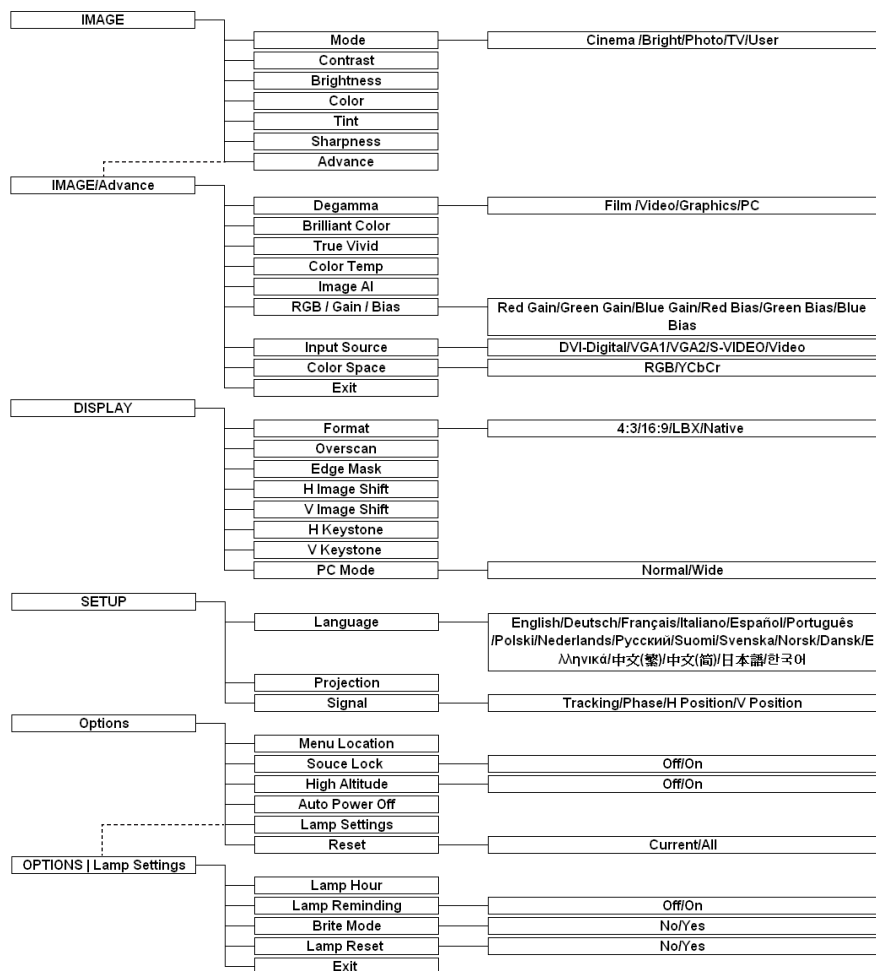 IMAGE
Mode
Cinema /Bright/Photo/TV/User
Contrast
Brightness
Color
Tint
Sharpness
Advance
IMAGE/Advance
Degamma
Film /Video/Graphics/PC
Brilliant Color
True Vivid
Color Temp
Image AI
RGB / Gain / Bias
Red Gain/Green Gain/Blue Gain/Red Bias/Green Bias/Blue
Bias
Input Source
DVI-Digital/VGA1/VGA2/S-VIDEO/Video
Color Space
RGB/YCbCr
Exit
DISPLAY
Format
4:3/16:9/LBX/Native
Overscan
Edge Mask
H Image Shift
V Image Shift
H Keystone
V Keystone
PC Mode
Normal/Wide
SETUP
Language
English/Deutsch/Français/Italiano/Español/Português
/Polski/Nederlands/Русский/Suomi/Svenska/Norsk/Dansk/Ε
λληνικά/中文(繁)/中文(简)/日本語/한국어
Projection
Signal
Tracking/Phase/H Position/V Position
Options
Menu Location
Souce Lock
Off/On
High Altitude
Off/On
Auto Power Off
Lamp Settings
Reset
Current/All
OPTIONS | Lamp Settings
Lamp Hour
Lamp Reminding
Off/On
Brite Mode
No/Yes
Lamp Reset
No/Yes
Exit